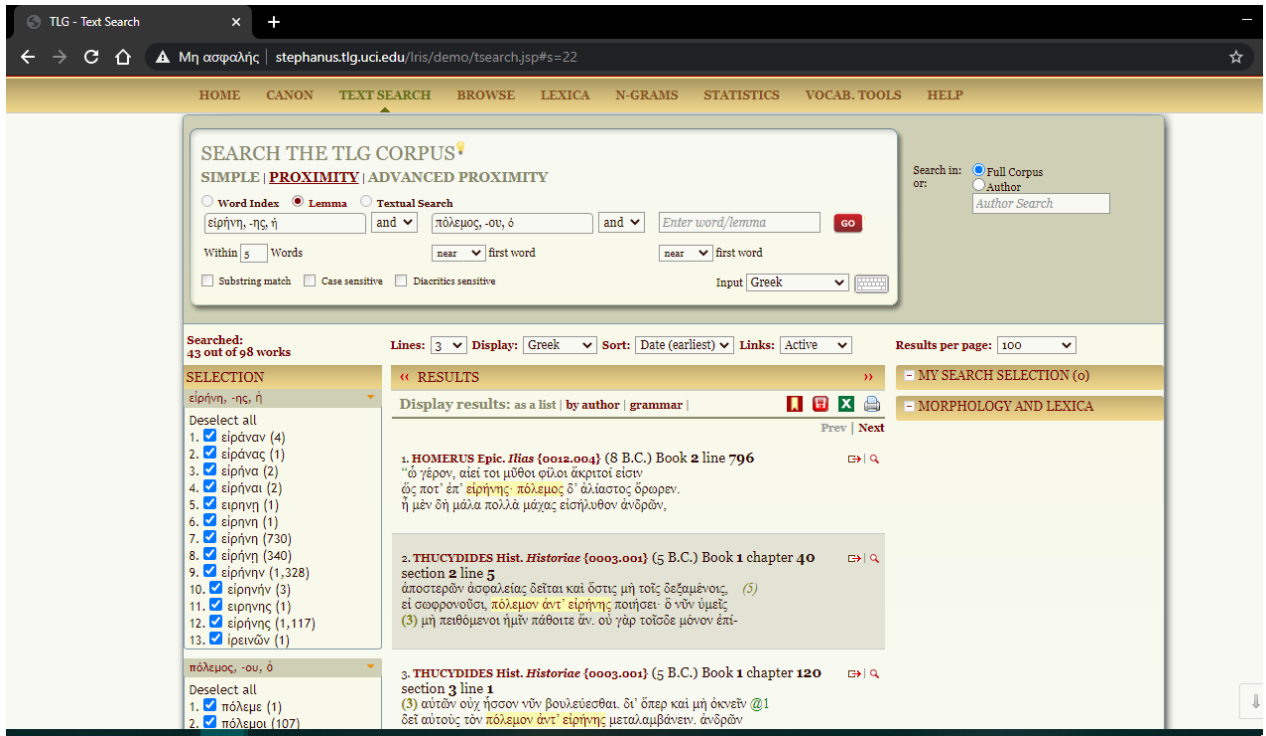 TLG - Text Search
Μη ασφαλής | stephanus.tlg.uci.edu/Iris/demo/tsearch.jsp#s=22
HOME CANON TEXT SEARCH BROWSE LEXICA N-GRAMS STATISTICS VOCAB. TOOLS HELP
SEARCH THE TLG CORPUS
SIMPLE | PROXIMITY | ADVANCED PROXIMITY
Word Index Lemma Textual Search
εἰρήνη, -ης, ἡ and πόλεμος, -ου, ὁ and Enter word/lemma GO
Within 5 Words near first word near first word
Substring match Case sensitive Diacritics sensitive Input Greek
Search in: Full Corpus
or: Author
Author Search
Searched:
43 out of 98 works
Lines: 3 Display: Greek Sort: Date (earliest) Links: Active Results per page: 100
SELECTION
εἰρήνη, -ης, ἡ
Deselect all
1. εἰράναν (4)
2. εἰράνας (1)
3. εἰρήνα (2)
4. εἰρήναι (2)
5. ειρηνῃ (1)
6. εἰρηνη (1)
7. εἰρήνη (730)
8. εἰρήνῃ (340)
9. εἰρήνην (1,328)
10. εἰρηνήν (3)
11. ειρηνης (1)
12. εἰρήνης (1,117)
13. ἰρεινῶν (1)
πόλεμος, -ου, ὁ
Deselect all
1. πόλεμε (1)
2. πόλεμοι (107)
‹‹ RESULTS ››
Display results: as a list | by author | grammar |
Prev | Next
1. HOMERUS Epic. Ilias {0012.004} (8 B.C.) Book 2 line 796
“ὦ γέρον, αἰεί τοι μῦθοι φίλοι ἄκριτοί εἰσιν
ὥς ποτ’ ἐπ’ εἰρήνης· πόλεμος δ’ ἀλίαστος ὄρωρεν.
ἦ μὲν δὴ μάλα πολλὰ μάχας εἰσήλυθον ἀνδρῶν,
2. THUCYDIDES Hist. Historiae {0003.001} (5 B.C.) Book 1 chapter 40
section 2 line 5
ἀποστερῶν ἀσφαλείας δεῖται καὶ ὅστις μὴ τοῖς δεξαμένοις, (5)
εἰ σωφρονοῦσι, πόλεμον ἀντ’ εἰρήνης ποιήσει· ὃ νῦν ὑμεῖς
(3) μὴ πειθόμενοι ἡμῖν πάθοιτε ἄν. οὐ γὰρ τοῖσδε μόνον ἐπί-
3. THUCYDIDES Hist. Historiae {0003.001} (5 B.C.) Book 1 chapter 120
section 3 line 1
(3) αὐτῶν οὐχ ἧσσον νῦν βουλεύεσθαι. δι’ ὅπερ καὶ μὴ ὀκνεῖν @1
δεῖ αὐτοὺς τὸν πόλεμον ἀντ’ εἰρήνης μεταλαμβάνειν. ἀνδρῶν
MY SEARCH SELECTION (0)
MORPHOLOGY AND LEXICA